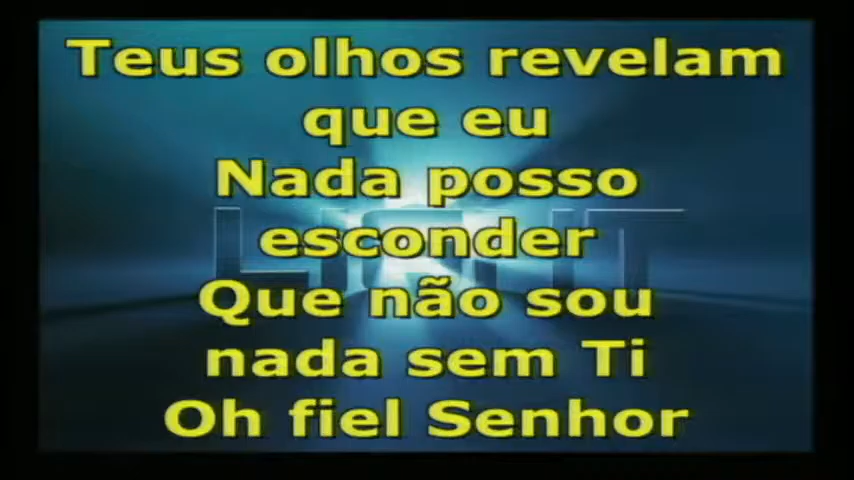 Teus olhos revelam
que eu
Nada posso
esconder
Que não sou
nada sem Ti
Oh fiel Senhor